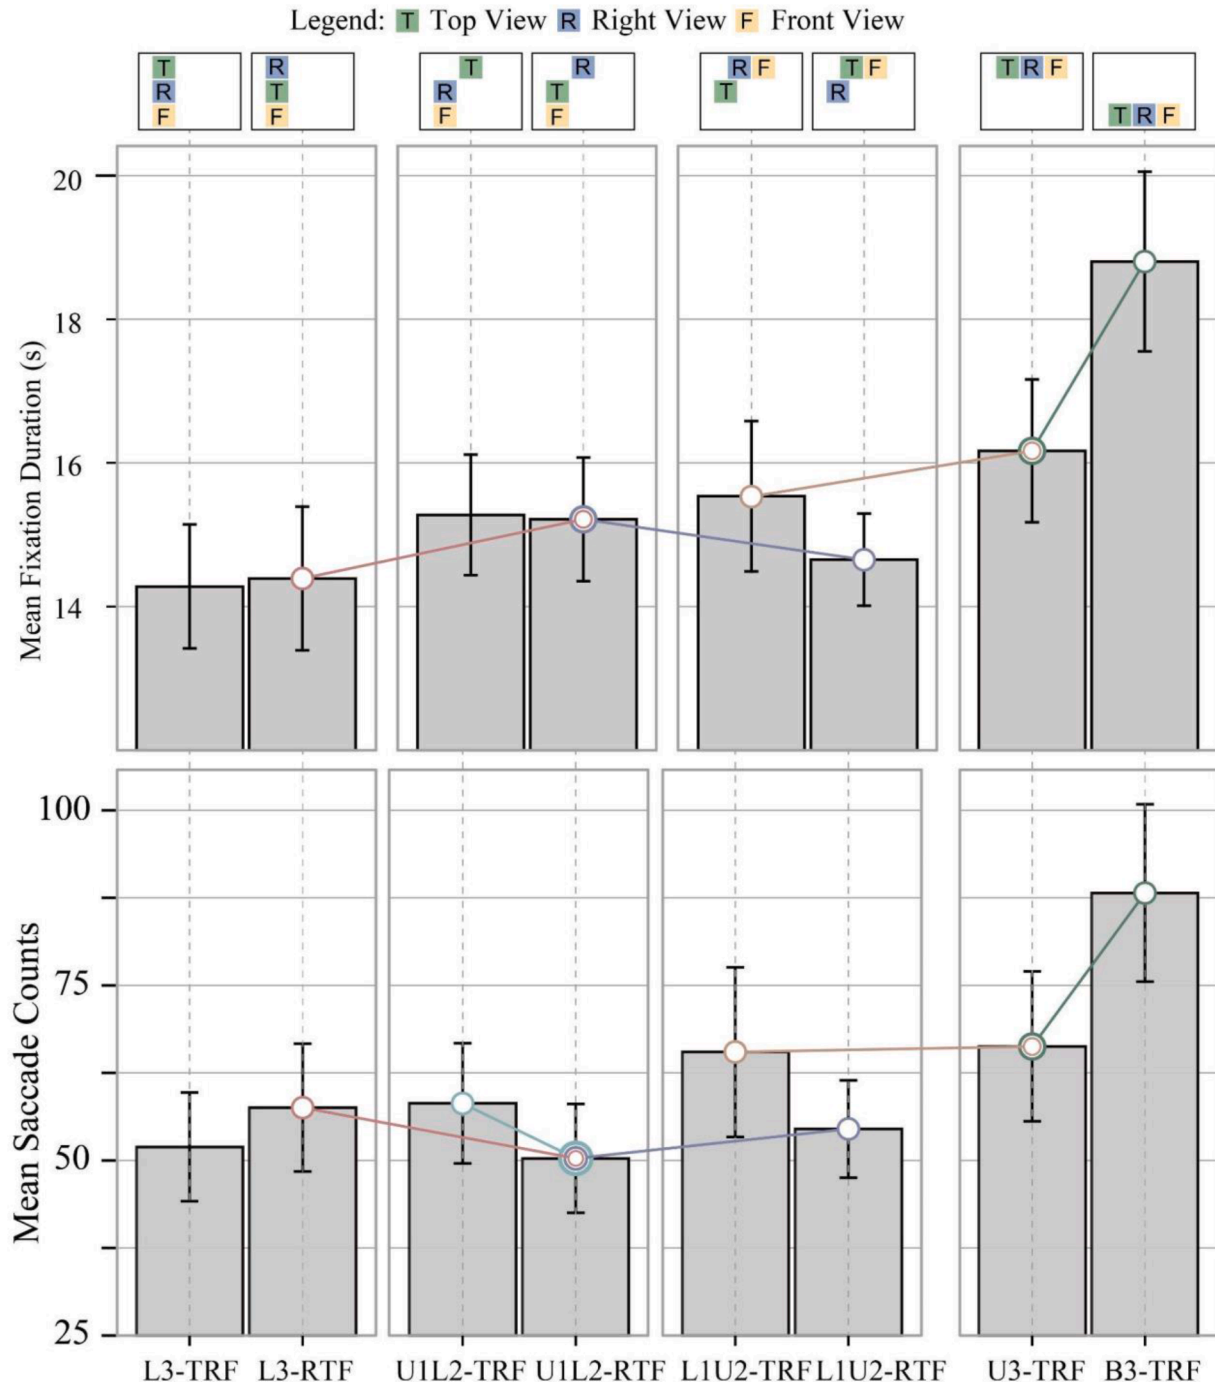 Legend: T Top View R Right View F Front View
T
R
F
R
T
F
T
R
F
R
T
F
R F
T
T F
R
T R F
T R F
Mean Fixation Duration (s)
20
18
16
14
Mean Saccade Counts
100
75
50
25
L3-TRF L3-RTF U1L2-TRF U1L2-RTF L1U2-TRF L1U2-RTF U3-TRF B3-TRF